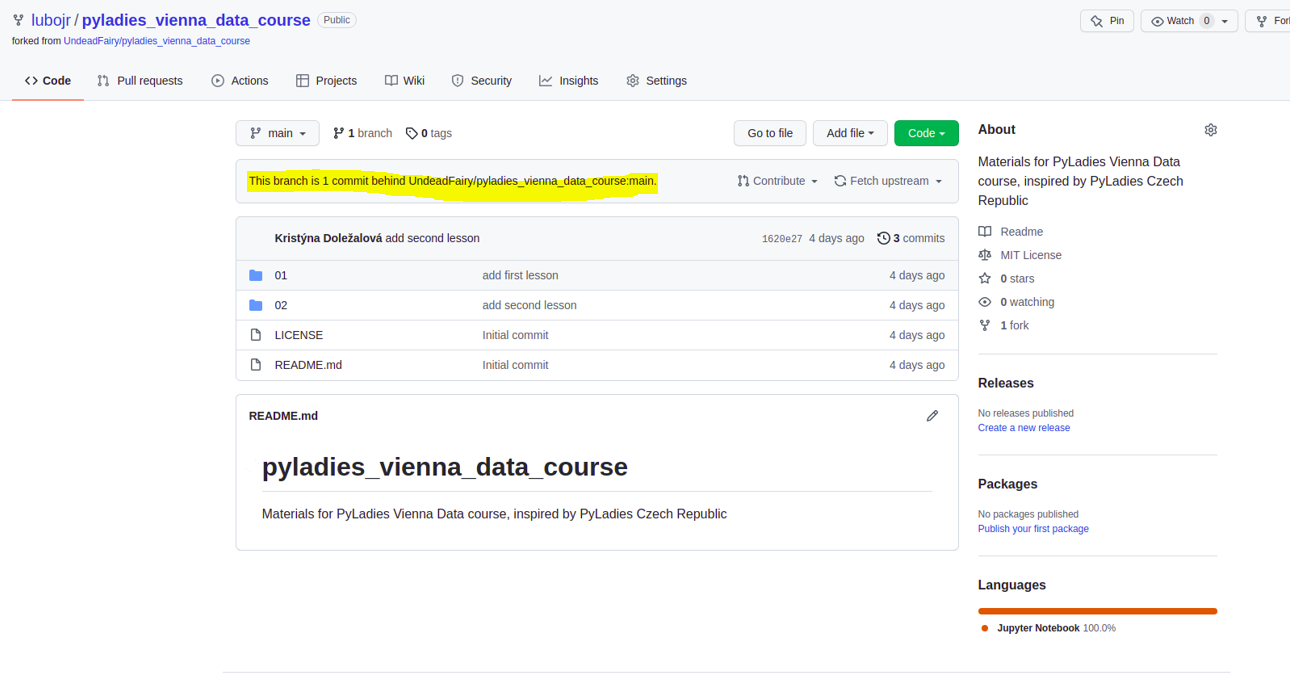 lubojr / pyladies_vienna_data_course Public
Pin Watch 0
forked from UndeadFairy/pyladies_vienna_data_course
Code Pull requests Actions Projects Wiki Security Insights Settings
main 1 branch 0 tags Go to file Add file Code
This branch is 1 commit behind UndeadFairy/pyladies_vienna_data_course:main. Contribute Fetch upstream
Kristýna Doležalová add second lesson 1620e27 4 days ago 3 commits
01 add first lesson 4 days ago
02 add second lesson 4 days ago
LICENSE Initial commit 4 days ago
README.md Initial commit 4 days ago
README.md
pyladies_vienna_data_course
Materials for PyLadies Vienna Data course, inspired by PyLadies Czech Republic
About
Materials for PyLadies Vienna Data
course, inspired by PyLadies Czech
Republic
Readme
MIT License
0 stars
0 watching
1 fork
Releases
No releases published
Create a new release
Packages
No packages published
Publish your first package
Languages
Jupyter Notebook 100.0%